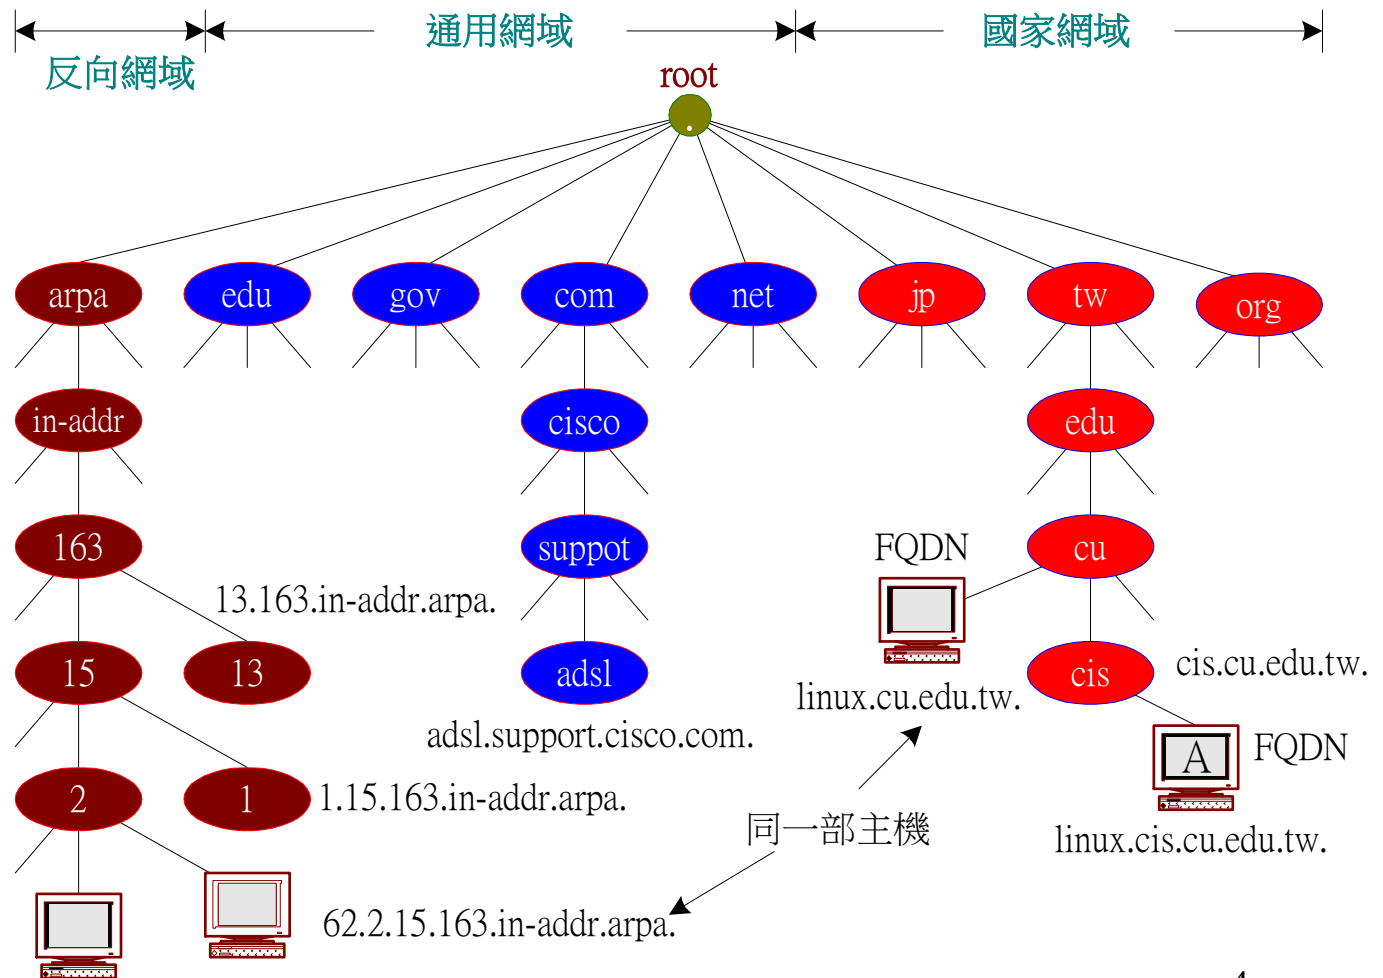 通用網域
國家網域
反向網域
root
arpa
edu
gov
com
net
jp
tw
org
in-addr
cisco
edu
163
suppot
FQDN
cu
13.163.in-addr.arpa.
15
13
adsl
cis
cis.cu.edu.tw.
linux.cu.edu.tw.
adsl.support.cisco.com.
A
FQDN
2
1
1.15.163.in-addr.arpa.
同一部主機
linux.cis.cu.edu.tw.
62.2.15.163.in-addr.arpa.